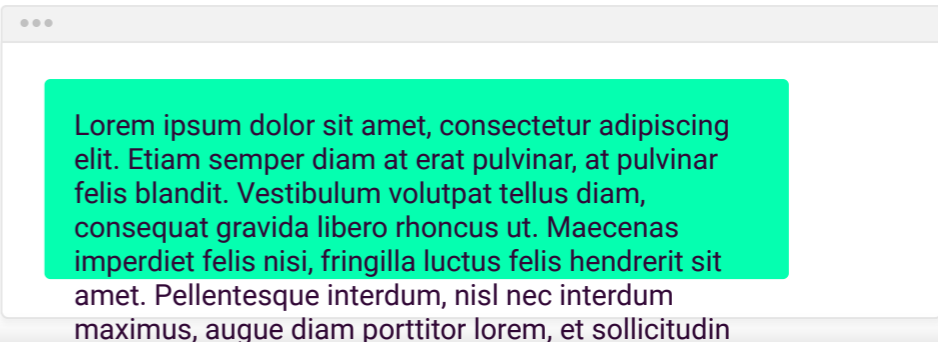 Lorem ipsum dolor sit amet, consectetur adipiscing
elit. Etiam semper diam at erat pulvinar, at pulvinar
felis blandit. Vestibulum volutpat tellus diam,
consequat gravida libero rhoncus ut. Maecenas
imperdiet felis nisi, fringilla luctus felis hendrerit sit
amet. Pellentesque interdum, nisl nec interdum
maximus, augue diam porttitor lorem, et sollicitudin